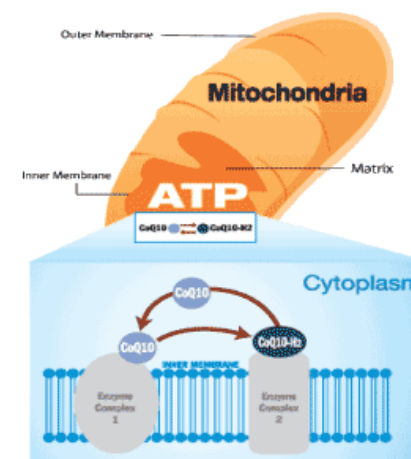 Outer Membrane
Mitochondria
Inner Membrane
Matrix
ATP
CoQ10 CoQ10-H2
Cytoplasm
CoQ10
CoQ10
CoQ10-H2
INNER MEMBRANE
Enzyme
Complex
1
Enzyme
Complex
2